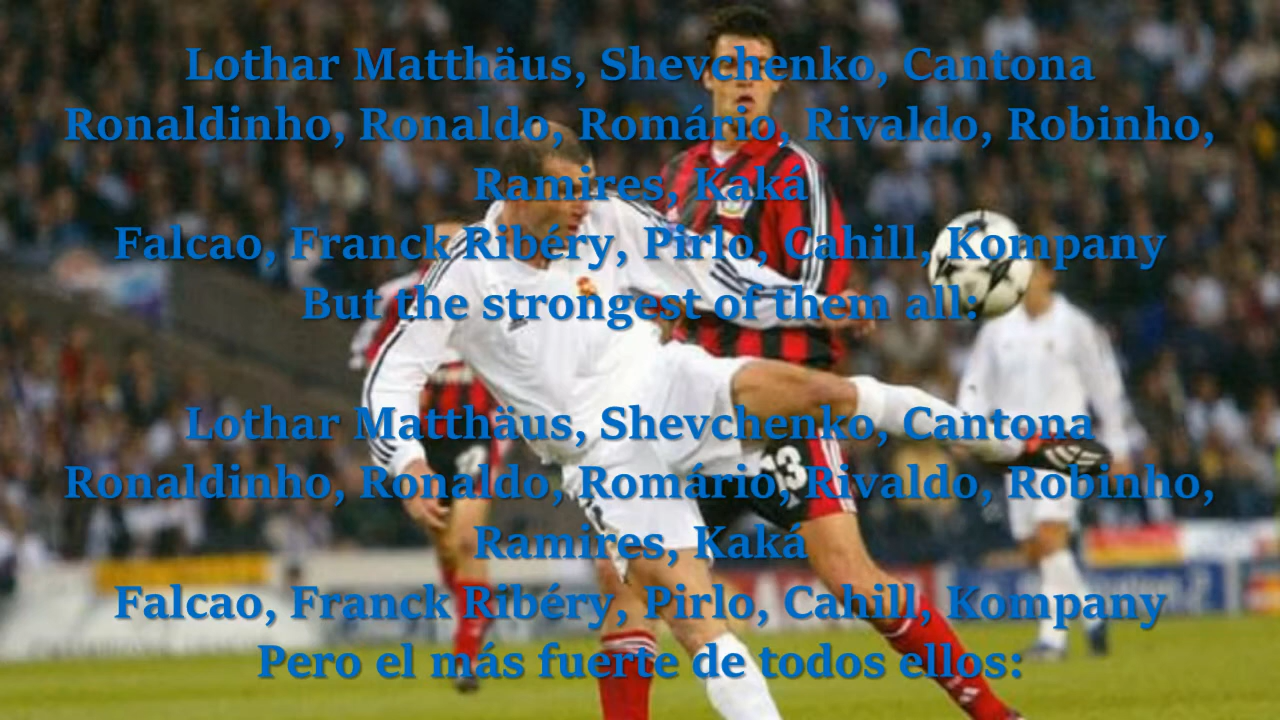 Lothar Matthäus, Shevchenko, Cantona
Ronaldinho, Ronaldo, Romário, Rivaldo, Robinho,
Ramires, Kaká
Falcao, Franck Ribéry, Pirlo, Cahill, Kompany
But the strongest of them all:
Lothar Matthäus, Shevchenko, Cantona
Ronaldinho, Ronaldo, Romário, Rivaldo, Robinho,
Ramires, Kaká
Falcao, Franck Ribéry, Pirlo, Cahill, Kompany
Pero el más fuerte de todos ellos:
13